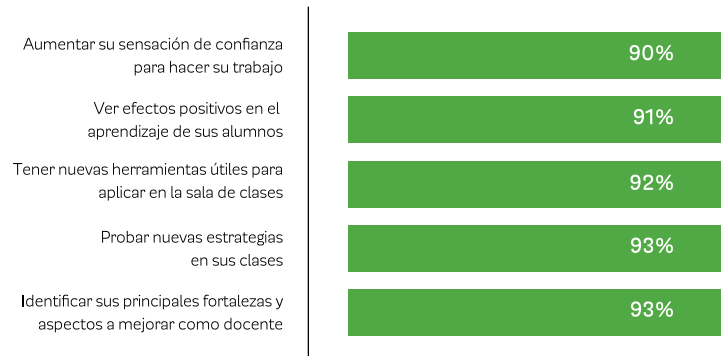 Aumentar su sensación de confianza
para hacer su trabajo
90%
Ver efectos positivos en el
aprendizaje de sus alumnos
91%
Tener nuevas herramientas útiles para
aplicar en la sala de clases
92%
Probar nuevas estrategias
en sus clases
93%
Identificar sus principales fortalezas y
aspectos a mejorar como docente
93%